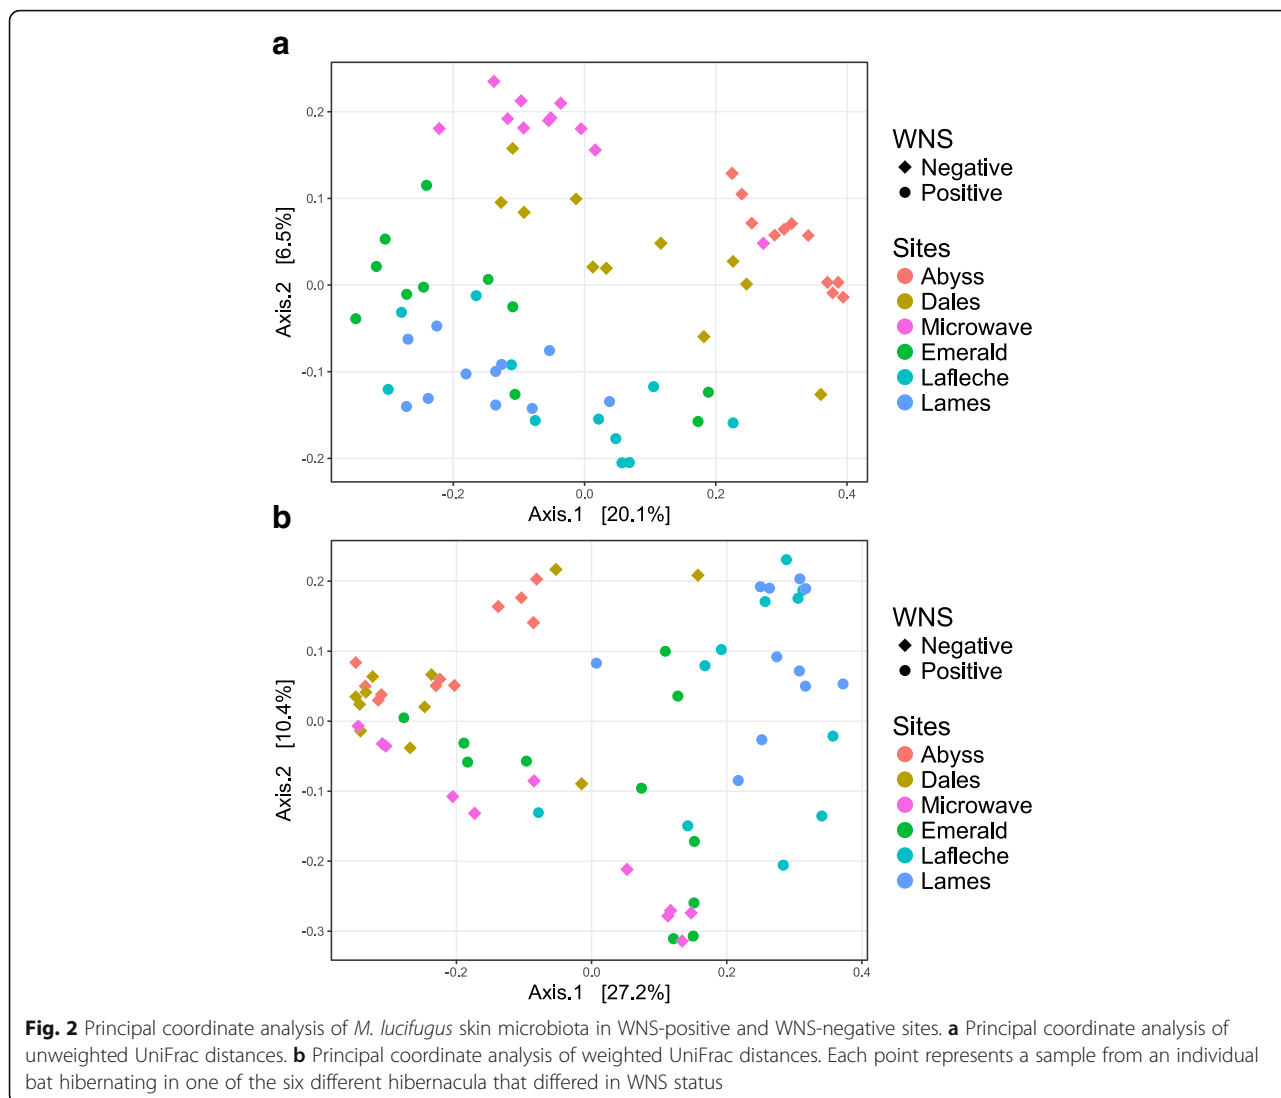 a
0.2
0.1
0.0
-0.1
-0.2
Axis.2 [6.5%]
-0.2
0.0
0.2
0.4
Axis.1 [20.1%]
WNS
Negative
Positive
Sites
Abyss
Dales
Microwave
Emerald
Lafleche
Lames
b
0.2
0.1
0.0
-0.1
-0.2
-0.3
Axis.2 [10.4%]
-0.2
0.0
0.2
0.4
Axis.1 [27.2%]
WNS
Negative
Positive
Sites
Abyss
Dales
Microwave
Emerald
Lafleche
Lames
Fig. 2 Principal coordinate analysis of M. lucifugus skin microbiota in WNS-positive and WNS-negative sites. a Principal coordinate analysis of
unweighted UniFrac distances. b Principal coordinate analysis of weighted UniFrac distances. Each point represents a sample from an individual
bat hibernating in one of the six different hibernacula that differed in WNS status